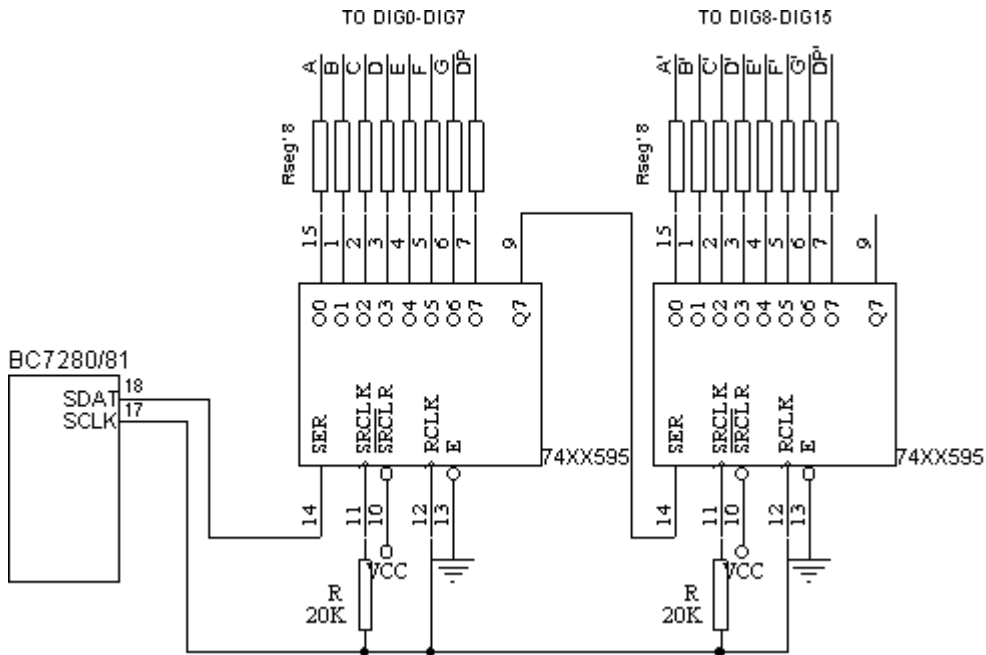 TO DIG0-DIG7
TO DIG8-DIG15
A B C D E F G DP
A' B' C' D' E' F' G' DP'
Rseg' 8
Rseg' 8
15 1 2 3 4 5 6 7 9
15 1 2 3 4 5 6 7 9
O0 O1 O2 O3 O4 O5 O6 O7 Q7
O0 O1 O2 O3 O4 O5 O6 O7 Q7
BC7280/81
SDAT 18
SCLK 17
SER SRCLK SRCLR RCLK E
74XX595
SER SRCLK SRCLR RCLK E
74XX595
14 11 10 12 13
14 11 10 12 13
VCC
VCC
R
20K
R
20K